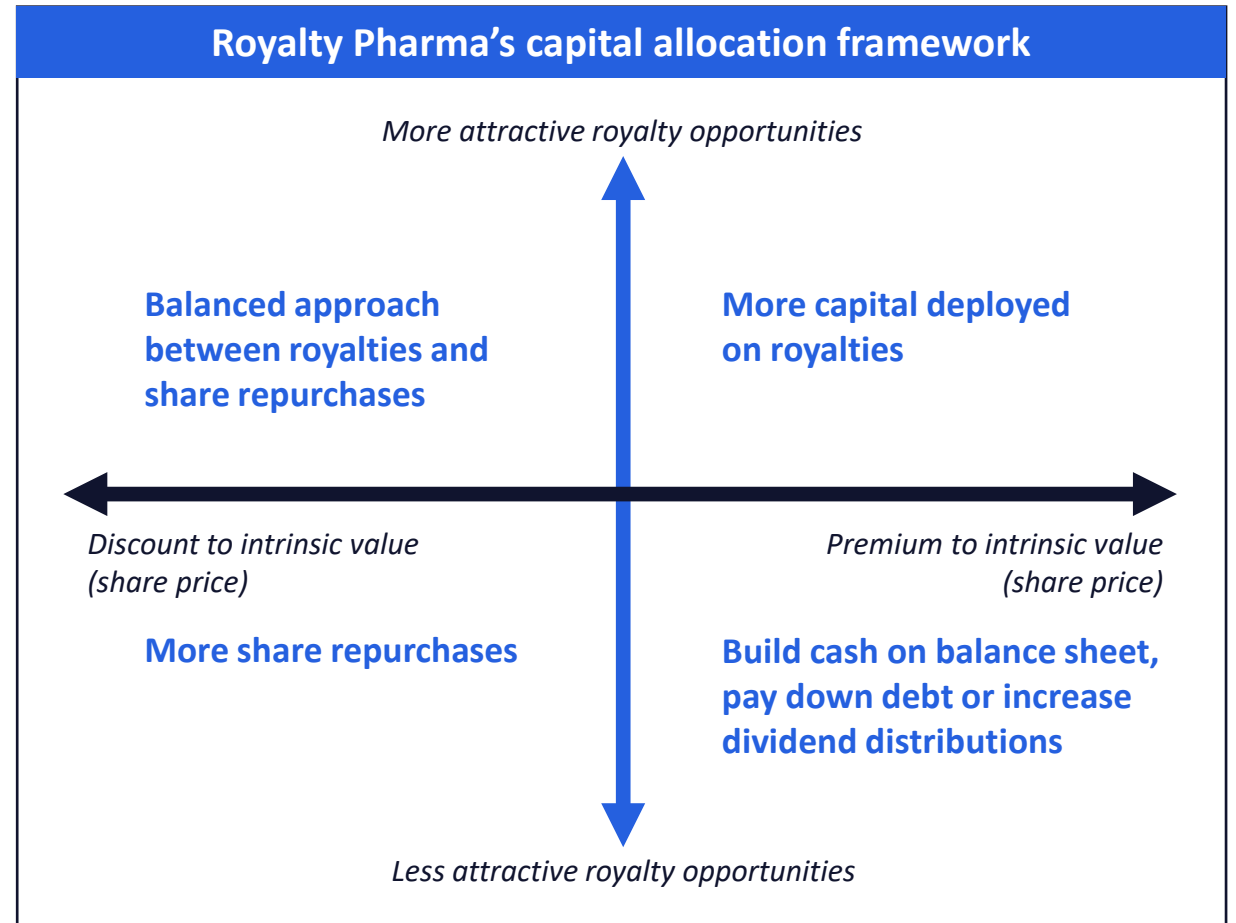 Royalty Pharma’s capital allocation framework
More attractive royalty opportunities
Balanced approach
between royalties and
share repurchases
More capital deployed
on royalties
Discount to intrinsic value
(share price)
Premium to intrinsic value
(share price)
More share repurchases
Build cash on balance sheet,
pay down debt or increase
dividend distributions
Less attractive royalty opportunities